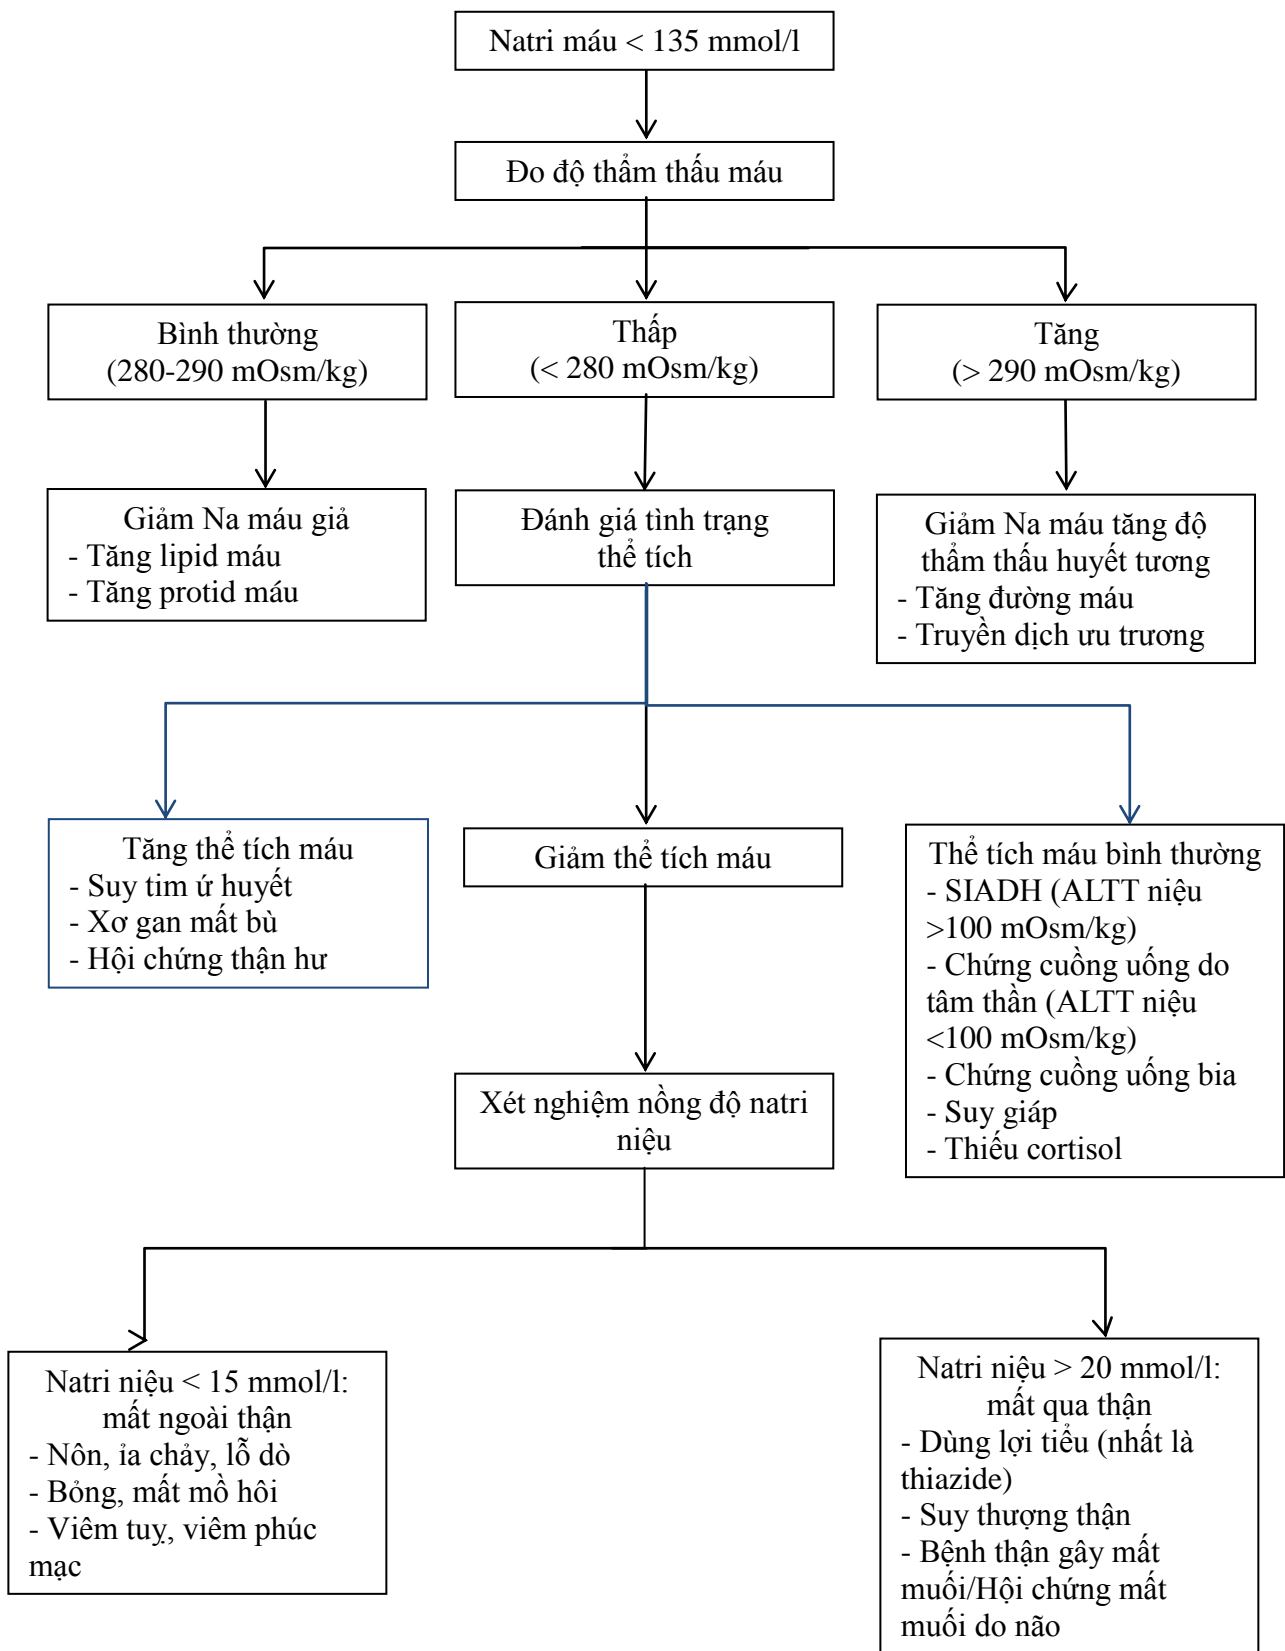 Natri máu < 135 mmol/l
Đo độ thẩm thấu máu
Bình thường
(280-290 mOsm/kg)
Thấp
(< 280 mOsm/kg)
Tăng
(> 290 mOsm/kg)
Giảm Na máu giả
- Tăng lipid máu
- Tăng protid máu
Đánh giá tình trạng
thể tích
Giảm Na máu tăng độ
thẩm thấu huyết tương
- Tăng đường máu
- Truyền dịch ưu trương
Tăng thể tích máu
- Suy tim ứ huyết
- Xơ gan mất bù
- Hội chứng thận hư
Giảm thể tích máu
Thể tích máu bình thường
- SIADH (ALTT niệu
>100 mOsm/kg)
- Chứng cuồng uống do
tâm thần (ALTT niệu
<100 mOsm/kg)
- Chứng cuồng uống bia
- Suy giáp
- Thiếu cortisol
Xét nghiệm nồng độ natri
niệu
Natri niệu < 15 mmol/l:
mất ngoài thận
- Nôn, ỉa chảy, lỗ dò
- Bỏng, mất mồ hôi
- Viêm tuỵ, viêm phúc
mạc
Natri niệu > 20 mmol/l:
mất qua thận
- Dùng lợi tiểu (nhất là
thiazide)
- Suy thượng thận
- Bệnh thận gây mất
muối/Hội chứng mất
muối do não